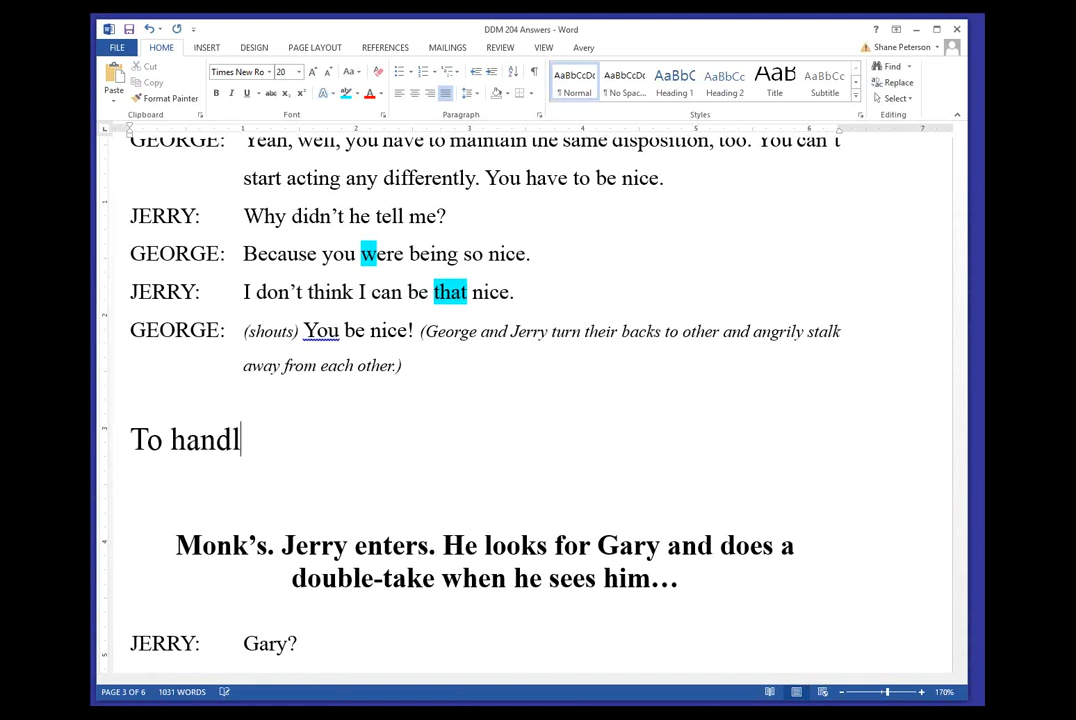 DDM 204 Answers - Word
FILE HOME INSERT DESIGN PAGE LAYOUT REFERENCES MAILINGS REVIEW VIEW Avery
Shane Peterson
Cut
Copy
Format Painter
Paste
Clipboard
Times New Ro 20
Font
Paragraph
AaBbCcDc AaBbCcDc AaBbC AaBbCc AaB AaBbCc
¶ Normal ¶ No Spac... Heading 1 Heading 2 Title Subtitle
Styles
Find
Replace
Select
Editing
1 2 3 4 5 6 7
GEORGE: Yeah, well, you have to maintain the same disposition, too. You can’t
start acting any differently. You have to be nice.
JERRY: Why didn’t he tell me?
GEORGE: Because you were being so nice.
JERRY: I don’t think I can be that nice.
GEORGE: (shouts) You be nice! (George and Jerry turn their backs to other and angrily stalk
away from each other.)
To handl
Monk’s. Jerry enters. He looks for Gary and does a
double-take when he sees him…
JERRY: Gary?
PAGE 3 OF 6 1031 WORDS 170%